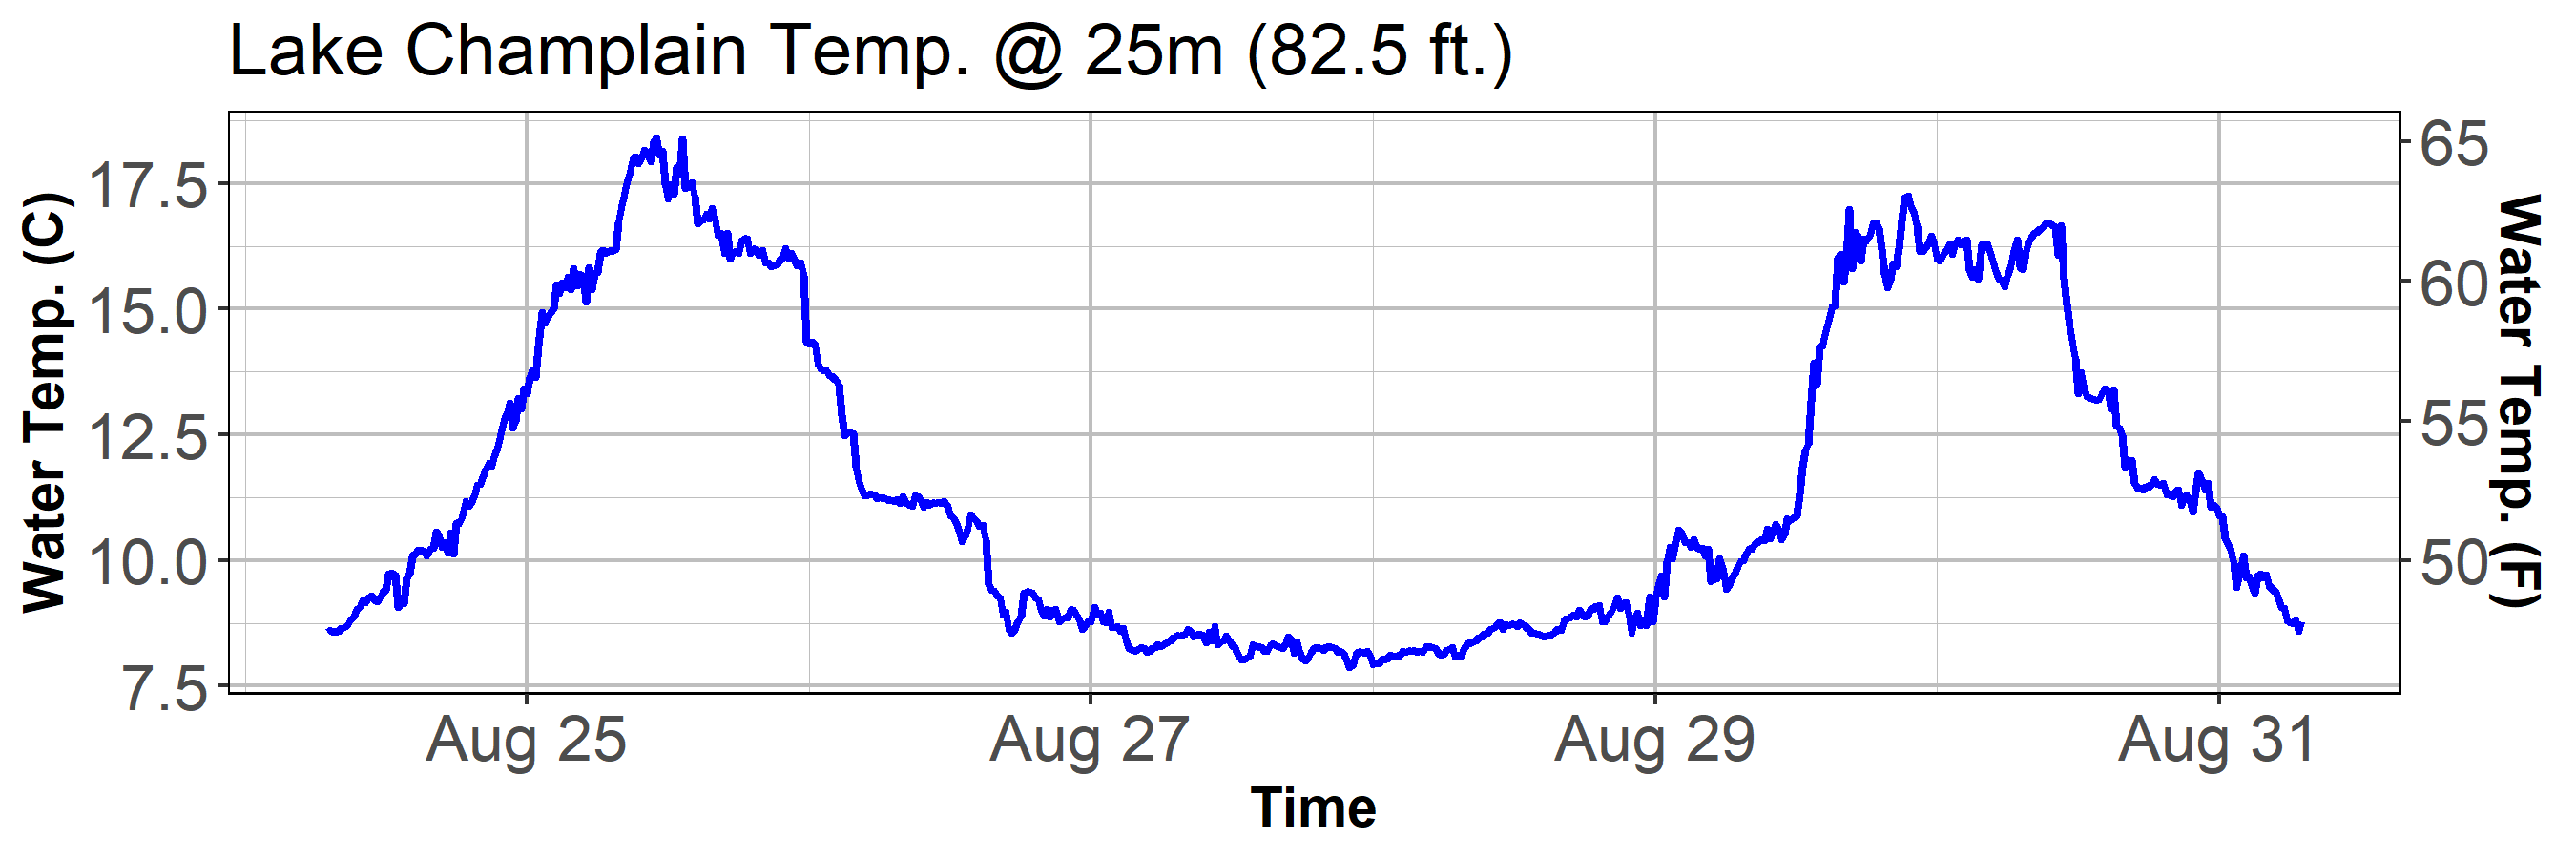 Lake Champlain Temp. @ 25m (82.5 ft.)
Water Temp. (C)
17.5
15.0
12.5
10.0
7.5
65
60
55
50
Water Temp. (F)
Aug 25 Aug 27 Aug 29 Aug 31
Time